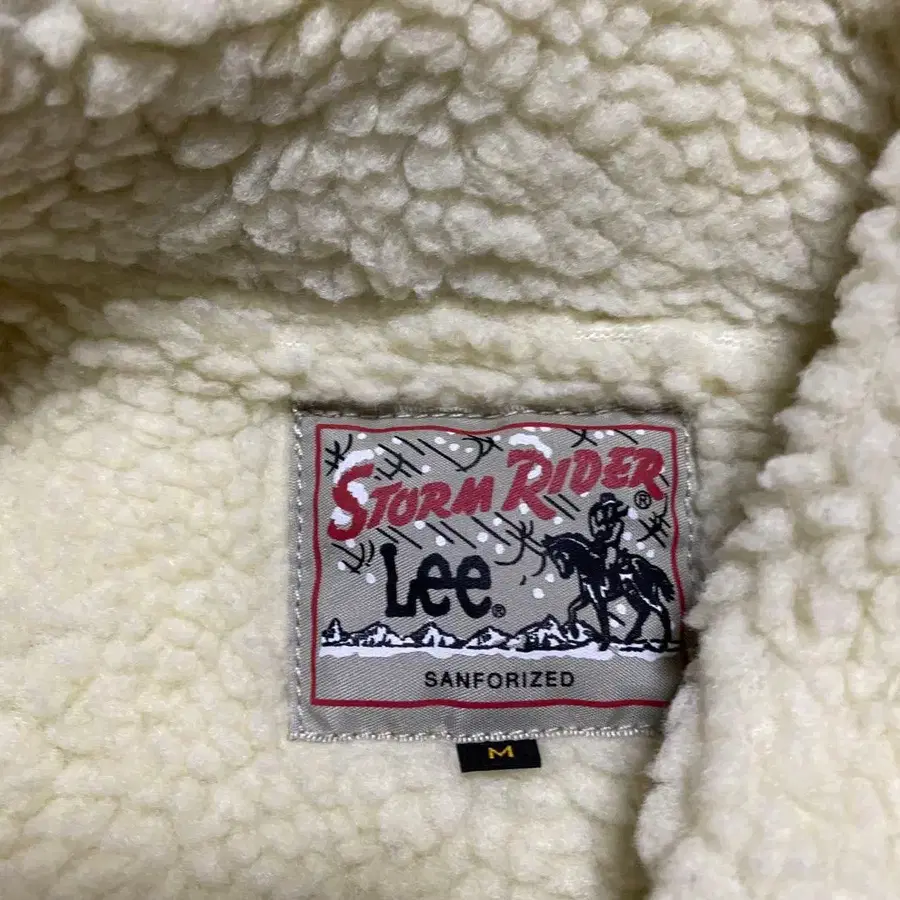 STORM RIDER®
Lee®
SANFORIZED
M